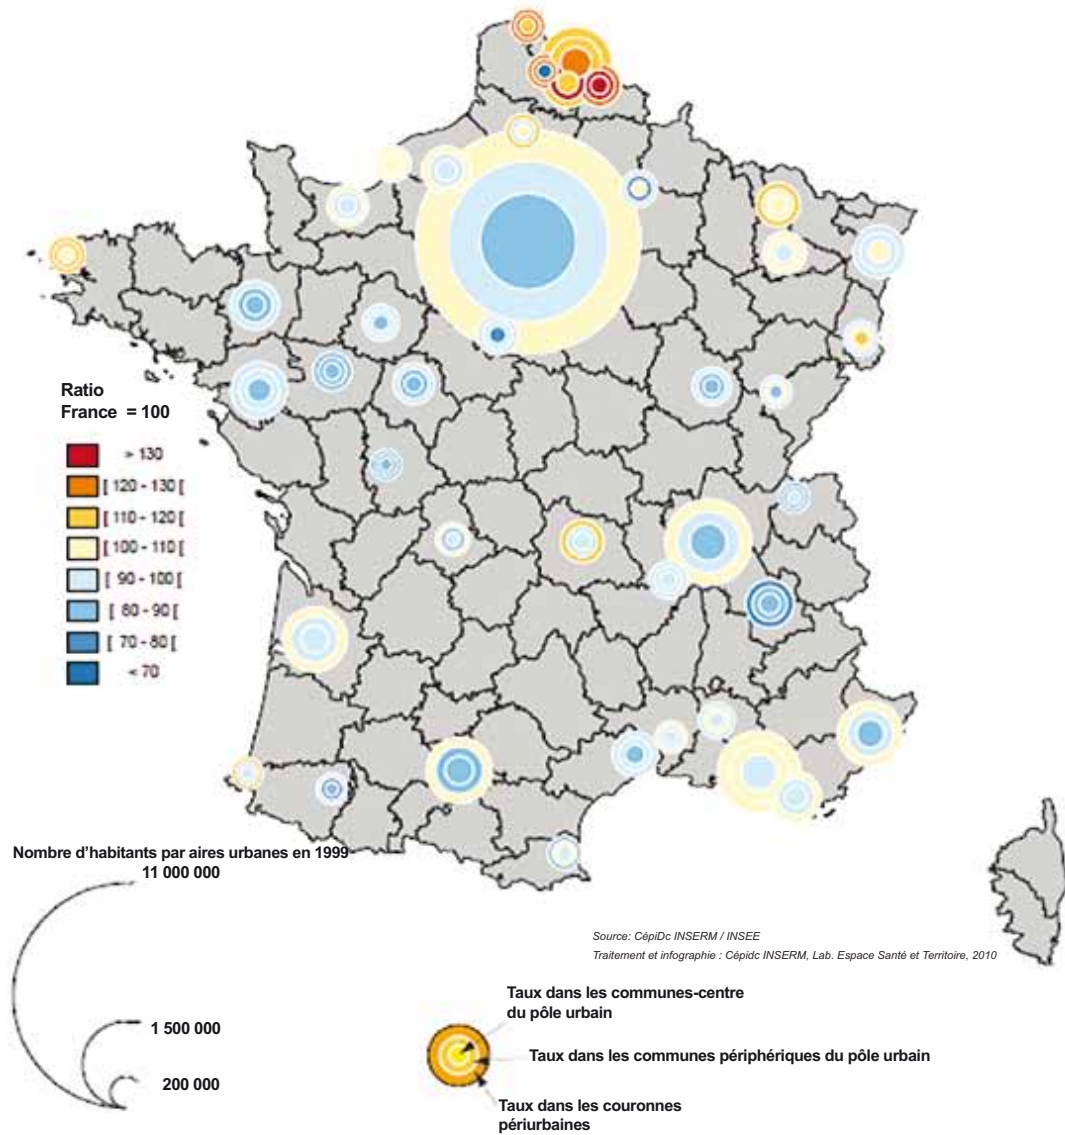 Ratio
France = 100
> 130
[ 120 - 130 [
[ 110 - 120 [
[ 100 - 110 [
[ 90 - 100 [
[ 80 - 90 [
[ 70 - 80 [
< 70
Nombre d’habitants par aires urbanes en 1999
11 000 000
1 500 000
200 000
Source: CépiDc INSERM / INSEE
Traitement et infographie : Cépidc INSERM, Lab. Espace Santé et Territoire, 2010
Taux dans les communes-centre
du pôle urbain
Taux dans les communes périphériques du pôle urbain
Taux dans les couronnes
périurbaines